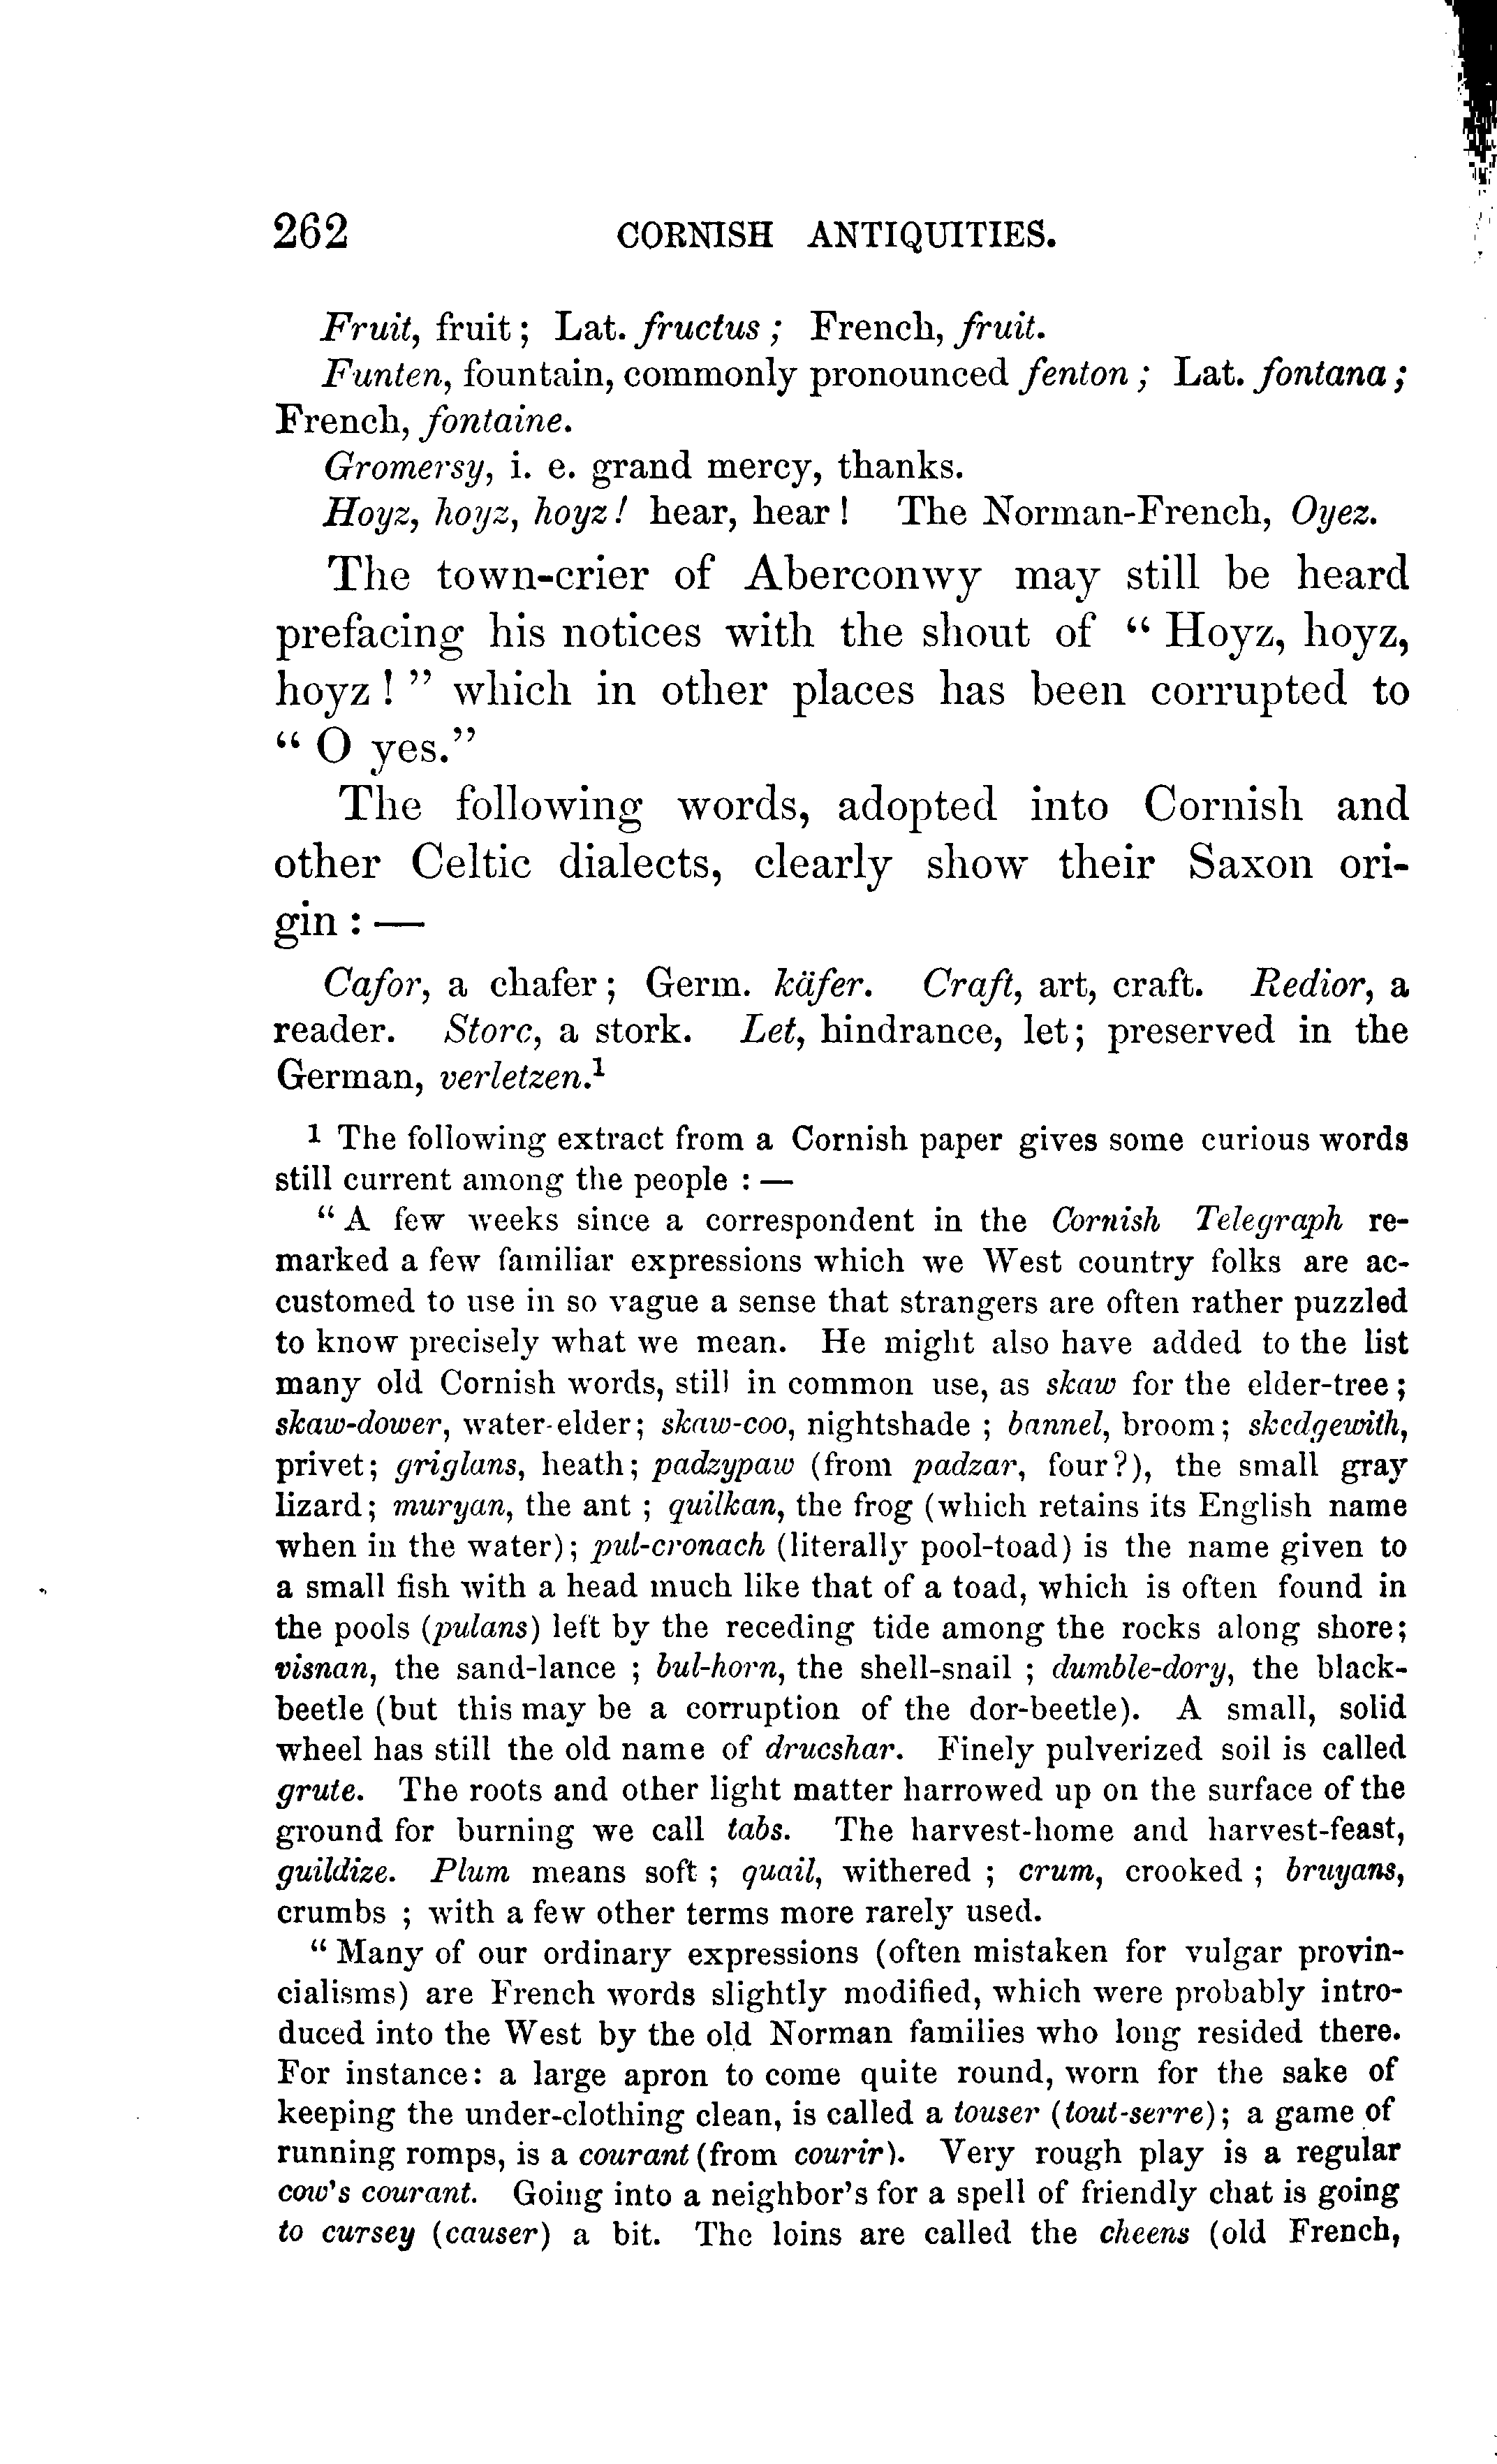 262 CORNISH ANTIQUITIES.
Fruit, fruit; Lat. fructus; French, fruit.
Funten, fountain, commonly pronounced fenton; Lat. fontana;
French, fontaine.
Gromersy, i. e. grand mercy, thanks.
Hoyz, hoyz, hoyz! hear, hear! The Norman-French, Oyez.
The town-crier of Aberconwy may still be heard
prefacing his notices with the shout of “Hoyz, hoyz,
hoyz!” which in other places has been corrupted to
“O yes.”
The following words, adopted into Cornish and
other Celtic dialects, clearly show their Saxon ori-
gin: —
Cafor, a chafer; Germ. käfer. Craft, art, craft. Redior, a
reader. Storc, a stork. Let, hindrance, let; preserved in the
German, verletzen.¹
¹ The following extract from a Cornish paper gives some curious words
still current among the people: —
“A few weeks since a correspondent in the Cornish Telegraph re-
marked a few familiar expressions which we West country folks are ac-
customed to use in so vague a sense that strangers are often rather puzzled
to know precisely what we mean. He might also have added to the list
many old Cornish words, still in common use, as skaw for the elder-tree;
skaw-dower, water-elder; skaw-coo, nightshade; bannel, broom; skedgewith,
privet; griglans, heath; padzypaw (from padzar, four?), the small gray
lizard; muryan, the ant; quilkan, the frog (which retains its English name
when in the water); pul-cronach (literally pool-toad) is the name given to
a small fish with a head much like that of a toad, which is often found in
the pools (pulans) left by the receding tide among the rocks along shore;
visnan, the sand-lance; bul-horn, the shell-snail; dumble-dory, the black-
beetle (but this may be a corruption of the dor-beetle). A small, solid
wheel has still the old name of drucshar. Finely pulverized soil is called
grute. The roots and other light matter harrowed up on the surface of the
ground for burning we call tabs. The harvest-home and harvest-feast,
guildize. Plum means soft; quail, withered; crum, crooked; bruyans,
crumbs; with a few other terms more rarely used.
“Many of our ordinary expressions (often mistaken for vulgar provin-
cialisms) are French words slightly modified, which were probably intro-
duced into the West by the old Norman families who long resided there.
For instance: a large apron to come quite round, worn for the sake of
keeping the under-clothing clean, is called a touser (tout-serre); a game of
running romps, is a courant (from courir). Very rough play is a regular
cow's courant. Going into a neighbor's for a spell of friendly chat is going
to cursey (causer) a bit. The loins are called the cheens (old French,